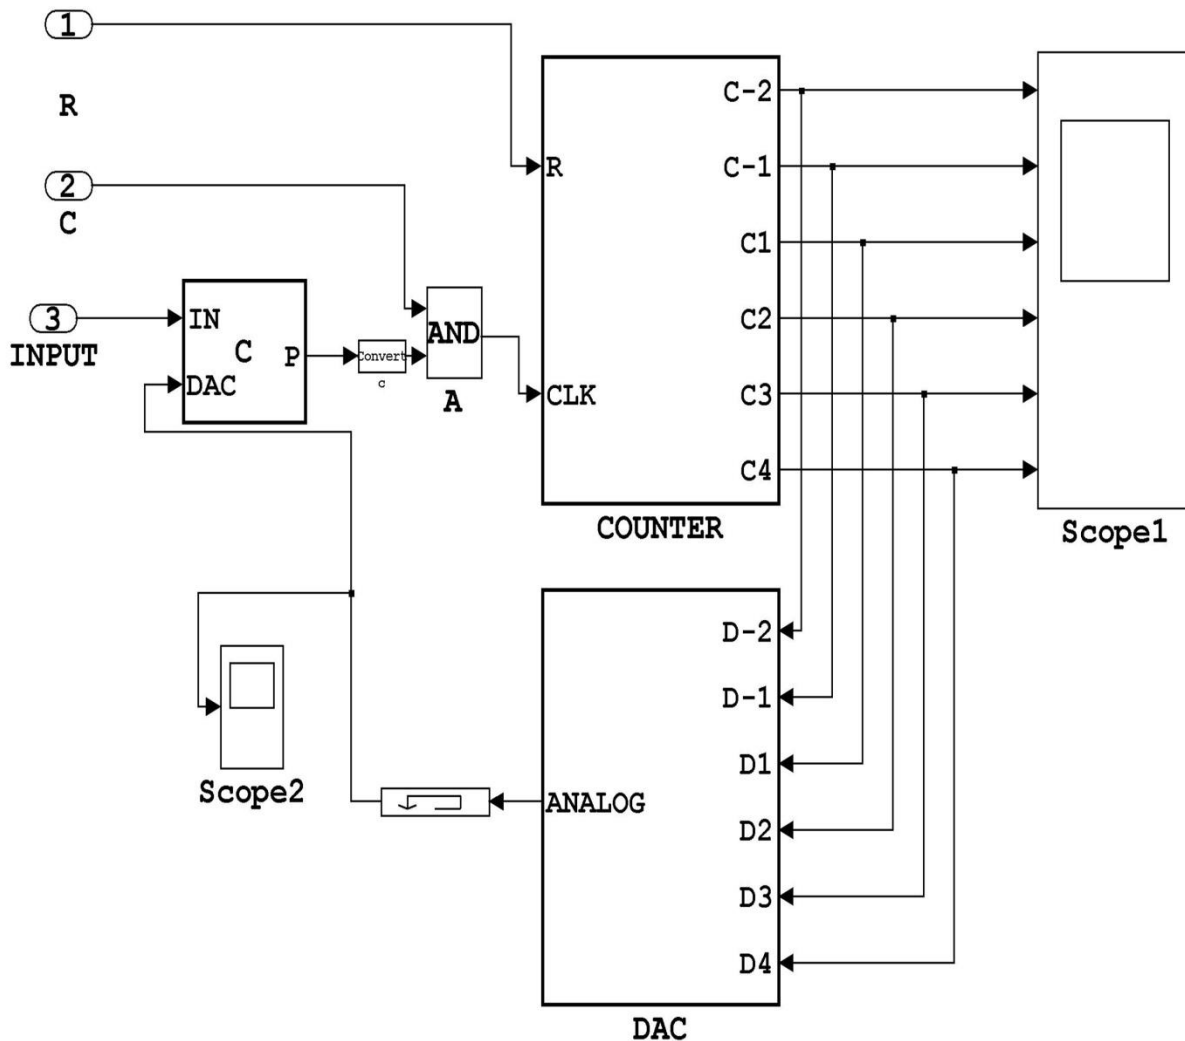 1
R
2
C
3
INPUT
IN
DAC
C
P
Convert
c
AND
A
R
CLK
C-2
C-1
C1
C2
C3
C4
COUNTER
Scope1
Scope2
ANALOG
D-2
D-1
D1
D2
D3
D4
DAC